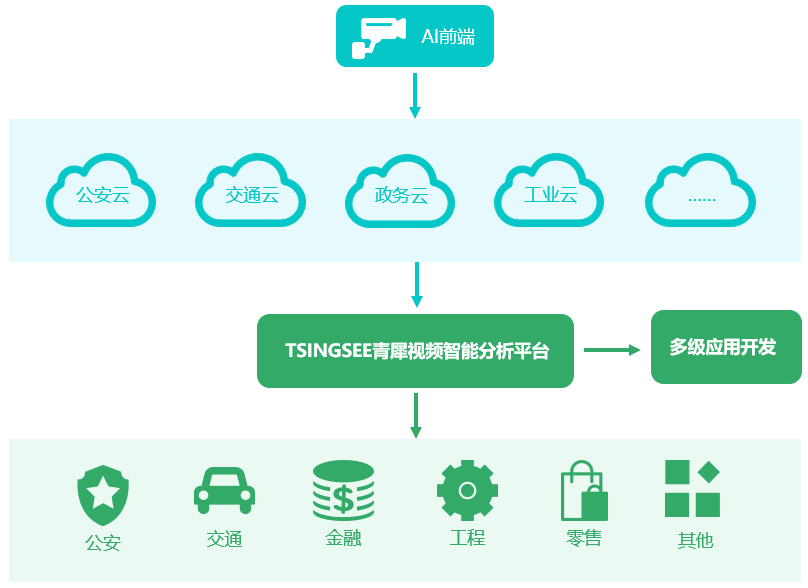 AI前端
公安云
交通云
政务云
工业云
......
TSINGSEE青犀视频智能分析平台
多级应用开发
公安
交通
金融
工程
零售
其他